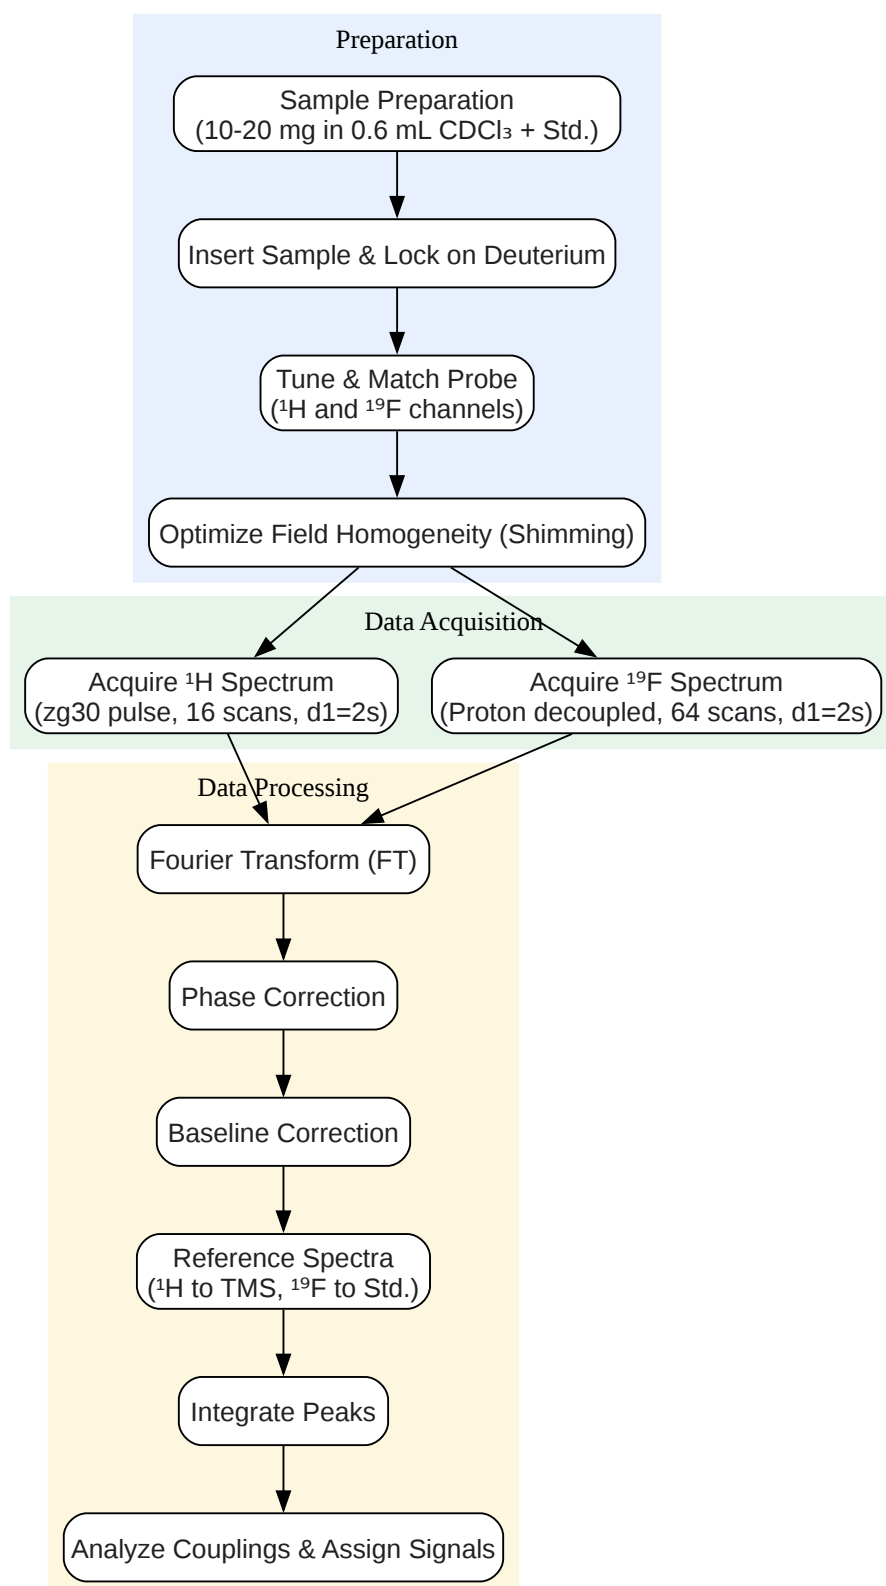 Preparation
Sample Preparation
(10-20 mg in 0.6 mL CDCl₃ + Std.)
Insert Sample & Lock on Deuterium
Tune & Match Probe
(¹H and ¹⁹F channels)
Optimize Field Homogeneity (Shimming)
Data Acquisition
Acquire ¹H Spectrum
(zg30 pulse, 16 scans, d1=2s)
Acquire ¹⁹F Spectrum
(Proton decoupled, 64 scans, d1=2s)
Data Processing
Fourier Transform (FT)
Phase Correction
Baseline Correction
Reference Spectra
(¹H to TMS, ¹⁹F to Std.)
Integrate Peaks
Analyze Couplings & Assign Signals